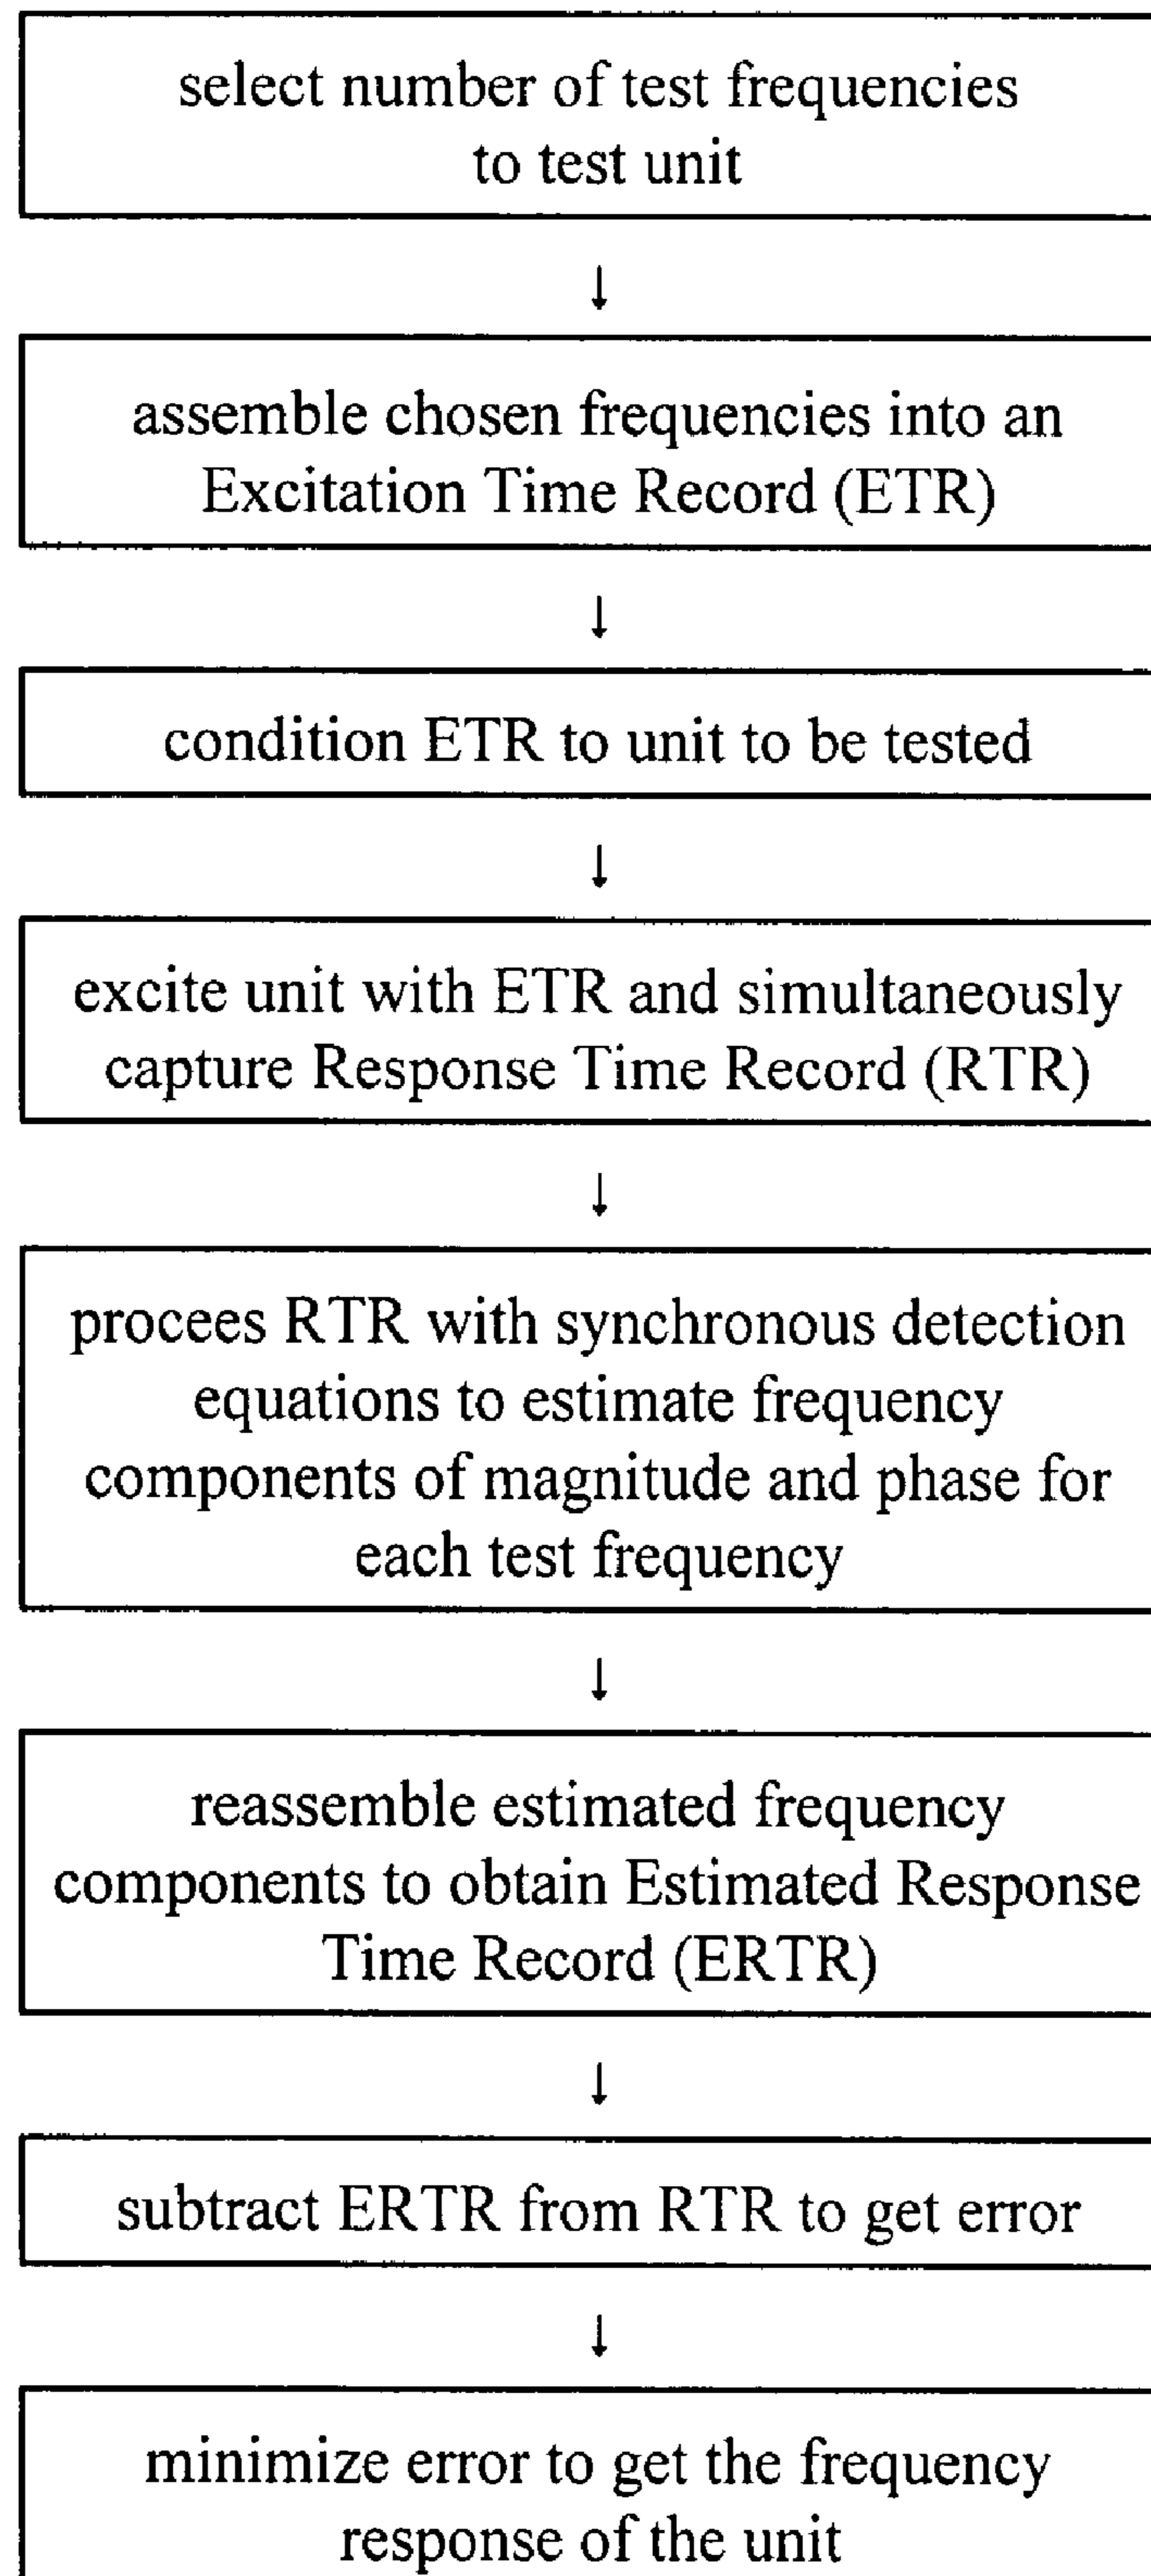 select number of test frequencies
to test unit
↓
assemble chosen frequencies into an
Excitation Time Record (ETR)
↓
condition ETR to unit to be tested
↓
excite unit with ETR and simultaneously
capture Response Time Record (RTR)
↓
procees RTR with synchronous detection
equations to estimate frequency
components of magnitude and phase for
each test frequency
↓
reassemble estimated frequency
components to obtain Estimated Response
Time Record (ERTR)
↓
subtract ERTR from RTR to get error
↓
minimize error to get the frequency
response of the unit